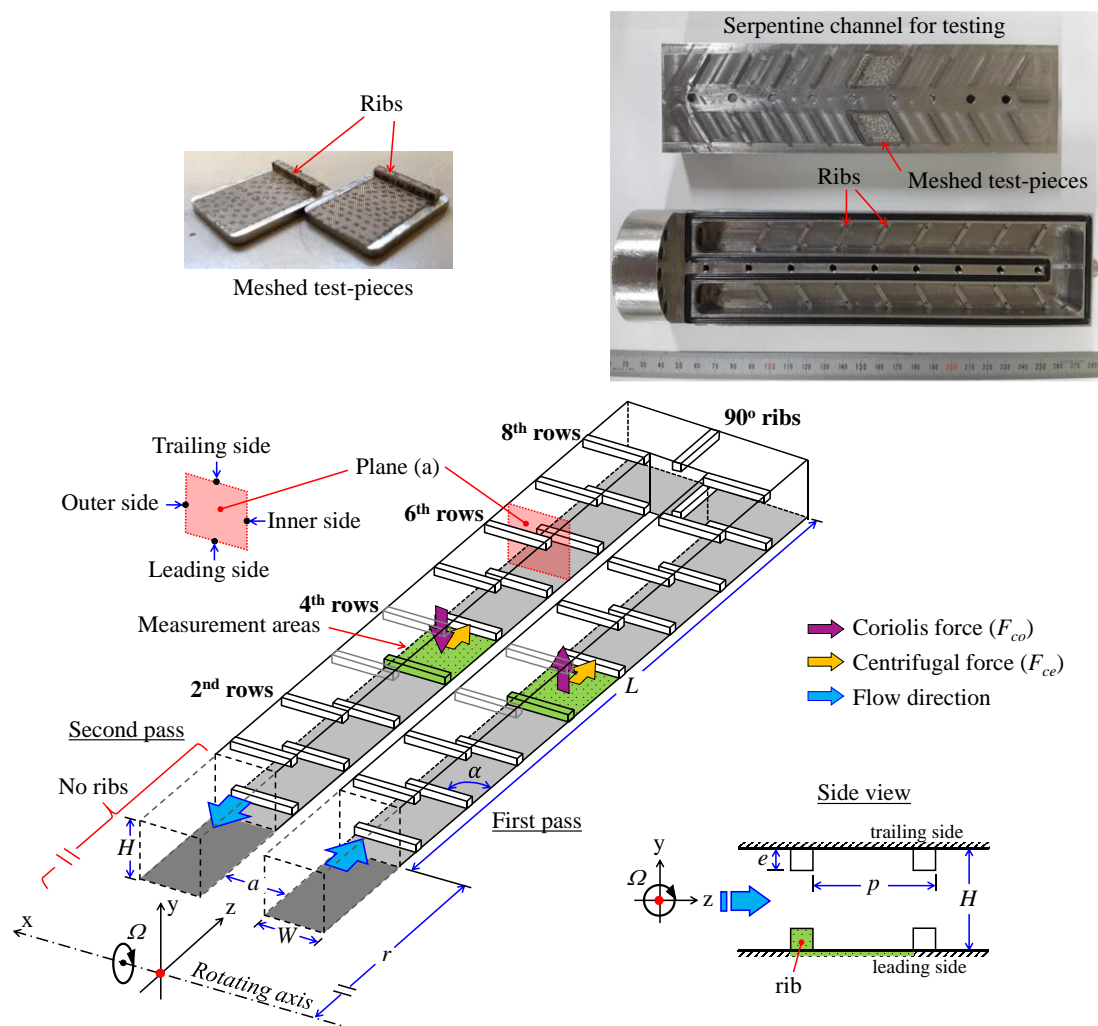 Serpentine channel for testing
Ribs
Meshed test-pieces
Ribs
Meshed test-pieces
90° ribs
8th rows
Trailing side
Plane (a)
Outer side
6th rows
Inner side
Leading side
4th rows
Measurement areas
Coriolis force (Fco)
Centrifugal force (Fce)
2nd rows
L
Flow direction
Second pass
No ribs
α
Side view
First pass
trailing side
H
y
e
p
a
Ω
z
H
x
y
z
W
r
Ω
Rotating axis
leading side
rib